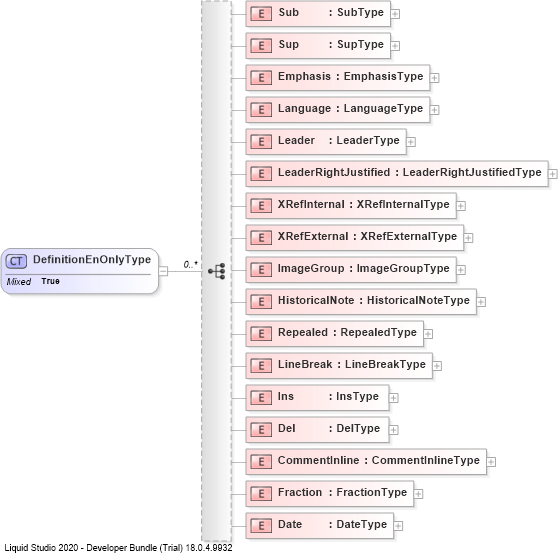 E Sub : SubType
E Sup : SupType
E Emphasis : EmphasisType
E Language : LanguageType
E Leader : LeaderType
E LeaderRightJustified : LeaderRightJustifiedType
E XRefInternal : XRefInternalType
E XRefExternal : XRefExternalType
CT DefinitionEnOnlyType
0..*
Mixed True
E ImageGroup : ImageGroupType
E HistoricalNote : HistoricalNoteType
E Repealed : RepealedType
E LineBreak : LineBreakType
E Ins : InsType
E Del : DelType
E CommentInline : CommentInlineType
E Fraction : FractionType
E Date : DateType
Liquid Studio 2020 - Developer Bundle (Trial) 18.0.4.9932